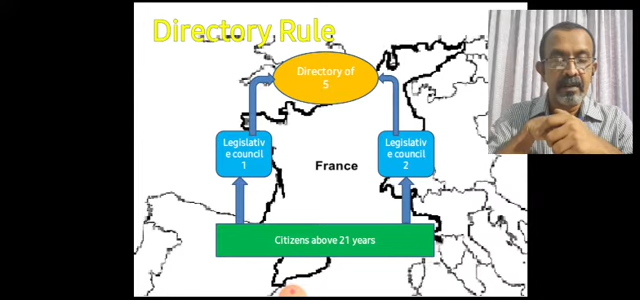 Directory Rule
Directory of
5
Legislativ
e council
1
Legislativ
e council
2
France
Citizens above 21 years